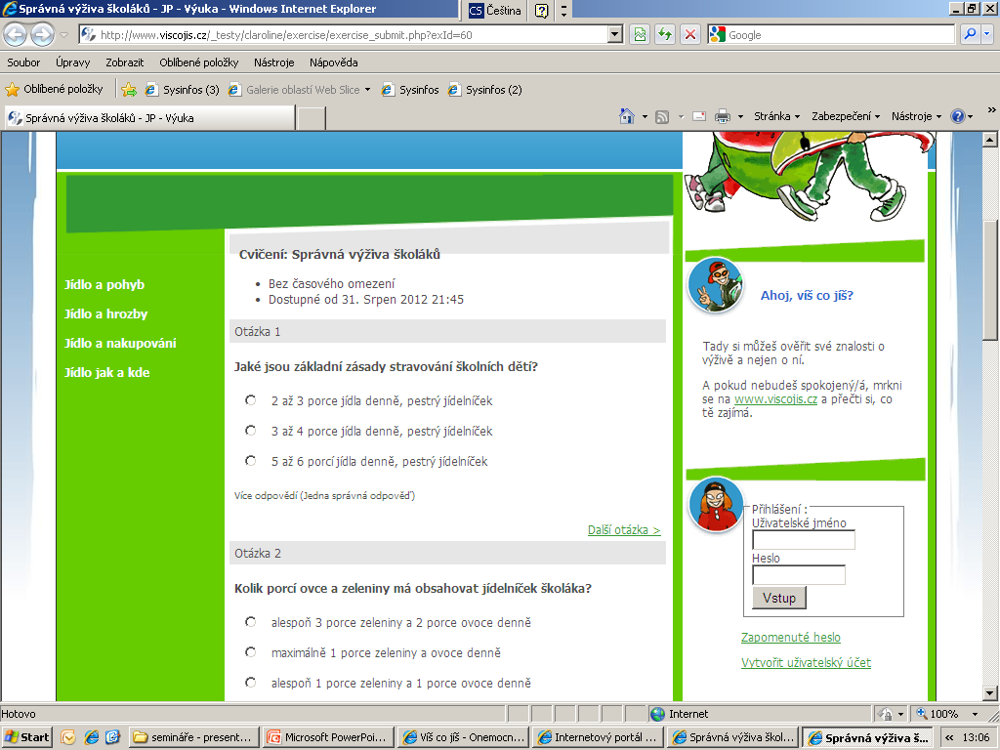 Správná výživa školáků - JP - Výuka - Windows Internet Explorer
CS Čeština
http://www.viscojis.cz/_testy/claroline/exercise/exercise_submit.php?exId=60
Google
Soubor Úpravy Zobrazit Oblíbené položky Nástroje Nápověda
Oblíbené položky Sysinfos (3) Galerie oblastí Web Slice Sysinfos Sysinfos (2)
Správná výživa školáků - JP - Výuka
Stránka Zabezpečení Nástroje
Jídlo a pohyb
Jídlo a hrozby
Jídlo a nakupování
Jídlo jak a kde
Cvičení: Správná výživa školáků
• Bez časového omezení
• Dostupné od 31. Srpen 2012 21:45
Otázka 1
Jaké jsou základní zásady stravování školních dětí?
2 až 3 porce jídla denně, pestrý jídelníček
3 až 4 porce jídla denně, pestrý jídelníček
5 až 6 porcí jídla denně, pestrý jídelníček
Více odpovědí (Jedna správná odpověď)
Další otázka >
Otázka 2
Kolik porcí ovce a zeleniny má obsahovat jídelníček školáka?
alespoň 3 porce zeleniny a 2 porce ovoce denně
maximálně 1 porce zeleniny a ovoce denně
alespoň 1 porce zeleniny a 1 porce ovoce denně
Ahoj, víš co jíš?
Tady si můžeš ověřit své znalosti o
výživě a nejen o ní.
A pokud nebudeš spokojený/á, mrkni
se na www.viscojis.cz a přečti si, co
tě zajímá.
Přihlášení :
Uživatelské jméno
Heslo
Vstup
Zapomenuté heslo
Vytvořit uživatelský účet
Hotovo
Internet
100%
Start
semináře - present...
Microsoft PowerPoi...
Víš co jíš - Onemocn...
Internetový portál ...
Správná výživa škol...
Správná výživa š...
13:06